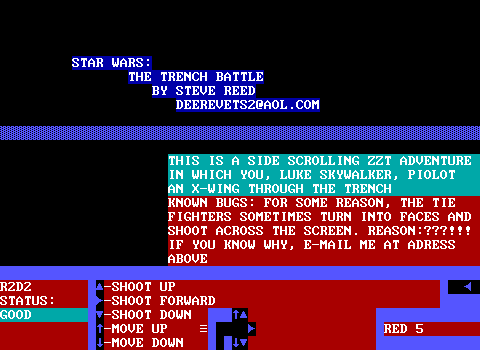 STAR WARS:
THE TRENCH BATTLE
BY STEVE REED
DEEREVETS2@AOL.COM
THIS IS A SIDE SCROLLING ZZT ADVENTURE
IN WHICH YOU, LUKE SKYWALKER, PIOLOT
AN X-WING THROUGH THE TRENCH
KNOWN BUGS: FOR SOME REASON, THE TIE
FIGHTERS SOMETIMES TURN INTO FACES AND
SHOOT ACROSS THE SCREEN. REASON:???!!!
IF YOU KNOW WHY, E-MAIL ME AT ADRESS
ABOVE
R2D2
STATUS:
GOOD
▲-SHOOT UP
►-SHOOT FORWARD
▼-SHOOT DOWN
↑-MOVE UP
↓-MOVE DOWN
RED 5